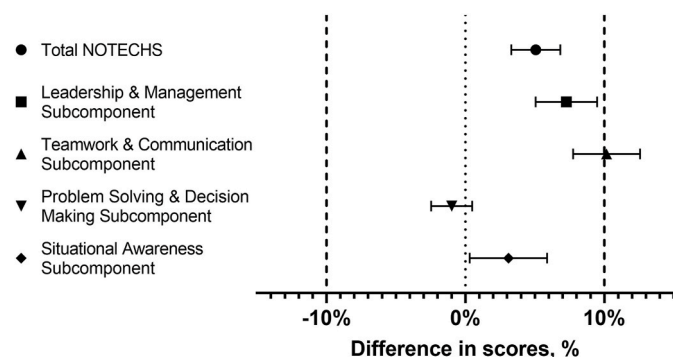 Total NOTECHS
Leadership & Management
Subcomponent
Teamwork & Communication
Subcomponent
Problem Solving & Decision
Making Subcomponent
Situational Awareness
Subcomponent
-10%
0%
10%
Difference in scores, %